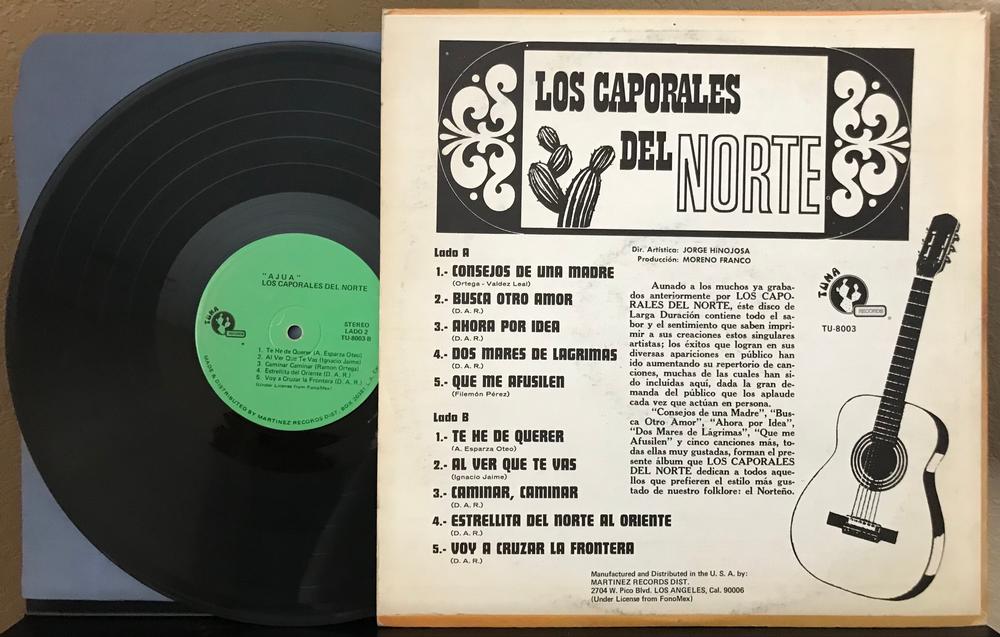 "AJUA"
LOS CAPORALES DEL NORTE
TUMA
RECORDS
STEREO
LADO 2
TU-8003 B
1. Te He de Querer (A. Esparza Oteo)
2. Al Ver Que Te Vas (Ignacio Jaime)
3 Caminar Caminar (Ramon Ortega)
4. Estrellita del Oriente (D. A. R.)
5. Voy a Cruzar la Frontera (D. A. R.)
(Under License from FonoMex)
MADE & DISTRIBUTED BY MARTINEZ RECORDS DIST. BOX 20387, L.A.
LOS CAPORALES
DEL NORTE
Dir. Artística: JORGE HINOJOSA
Producción: MORENO FRANCO
Lado A
1.- CONSEJOS DE UNA MADRE
(Ortega - Valdez Leal)
2.- BUSCA OTRO AMOR
(D. A. R.)
3.- AHORA POR IDEA
(D. A. R.)
4.- DOS MARES DE LAGRIMAS
(D. A. R.)
5.- QUE ME AFUSILEN
(Filemón Pérez)
Lado B
1.- TE HE DE QUERER
(A. Esparza Oteo)
2.- AL VER QUE TE VAS
(Ignacio Jaime)
3.- CAMINAR, CAMINAR
(D. A. R.)
4.- ESTRELLITA DEL NORTE AL ORIENTE
(D. A. R.)
5.- VOY A CRUZAR LA FRONTERA
(D. A. R.)
Aunado a los muchos ya graba-
dos anteriormente por LOS CAPO-
RALES DEL NORTE, éste disco de
Larga Duración contiene todo el sa-
bor y el sentimiento que saben impri-
mir a sus creaciones estos singulares
artistas; los éxitos que logran en sus
diversas apariciones en público han
ido aumentando su repertorio de can-
ciones, muchas de las cuales han si-
do incluídas aquí, dada la gran de-
manda del público que los aplaude
cada vez que actúan en persona.
"Consejos de una Madre", "Bus-
ca Otro Amor", "Ahora por Idea",
"Dos Mares de Lágrimas", "Que me
Afusilen" y cinco canciones más, to-
das ellas muy gustadas, forman el pre-
sente álbum que LOS CAPORALES
DEL NORTE dedican a todos aque-
llos que prefieren el estilo más gus-
tado de nuestro folklore: el Norteño.
TUMA
RECORDS
TU-8003
Manufactured and Distributed in the U. S. A. by:
MARTINEZ RECORDS DIST.
2704 W. Pico Blvd. LOS ANGELES, Cal. 90006
(Under License from FonoMex)